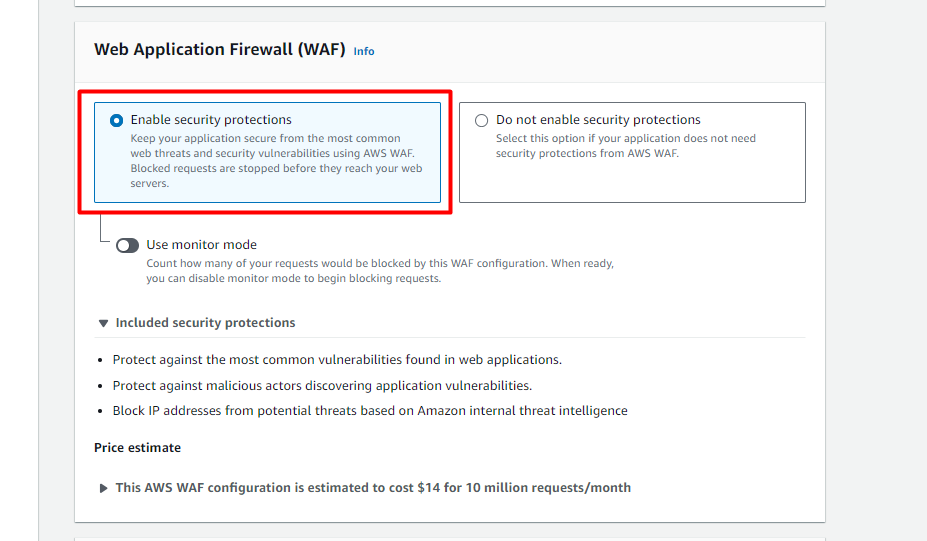 Web Application Firewall (WAF) Info
Enable security protections
Keep your application secure from the most common
web threats and security vulnerabilities using AWS WAF.
Blocked requests are stopped before they reach your web
servers.
Do not enable security protections
Select this option if your application does not need
security protections from AWS WAF.
Use monitor mode
Count how many of your requests would be blocked by this WAF configuration. When ready,
you can disable monitor mode to begin blocking requests.
Included security protections
Protect against the most common vulnerabilities found in web applications.
Protect against malicious actors discovering application vulnerabilities.
Block IP addresses from potential threats based on Amazon internal threat intelligence
Price estimate
This AWS WAF configuration is estimated to cost $14 for 10 million requests/month